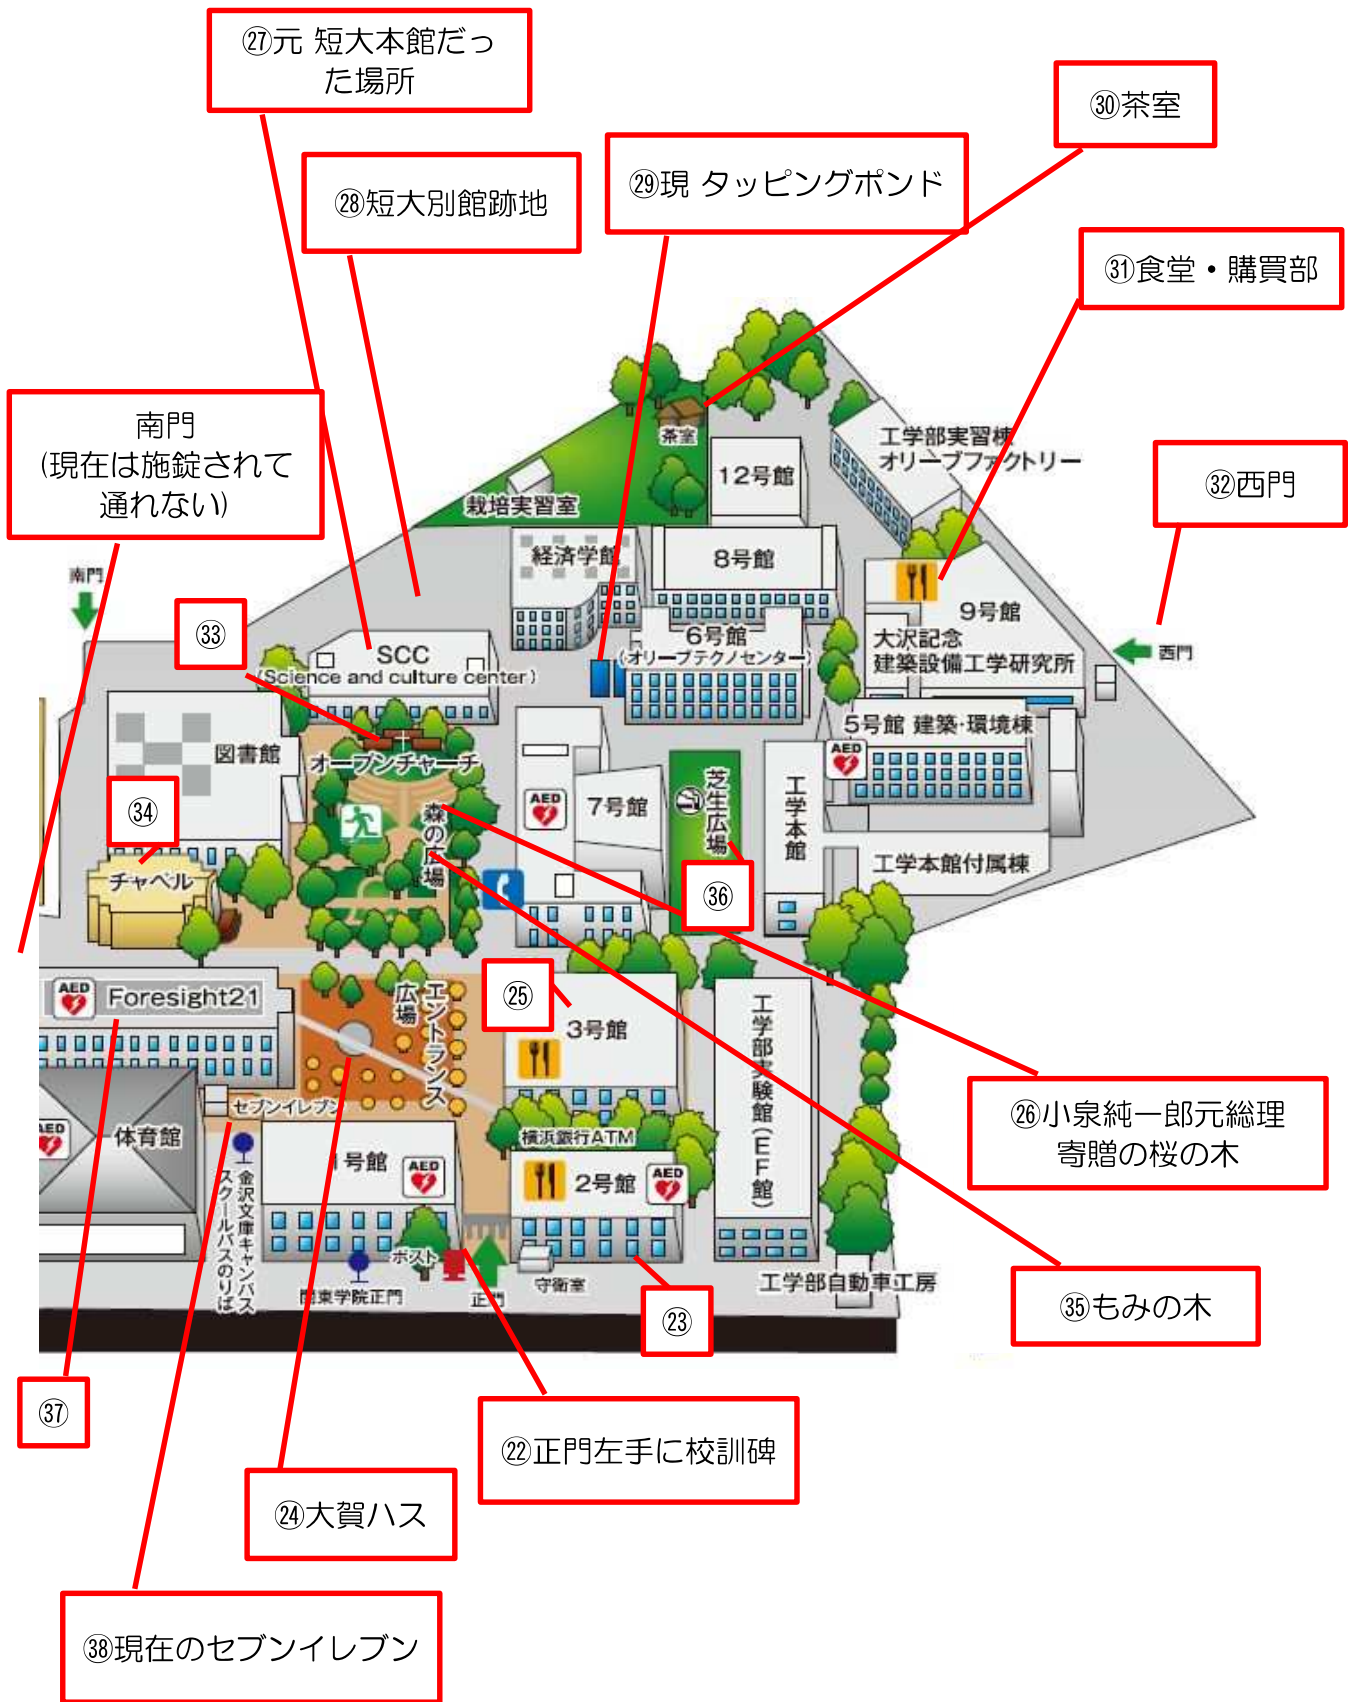 ㉗元 短大本館だっ
た場所
㉚茶室
㉘短大別館跡地
㉙現 タッピングポンド
㉛食堂・購買部
南門
(現在は施錠されて
通れない)
㉜西門
茶室
工学部実習棟
オリーブファクトリー
12号館
栽培実習室
経済学館
8号館
南門
9号館
㉝
SCC
(Science and culture center)
6号館
(オリーブテクノセンター)
大沢記念
建築設備工学研究所
西門
図書館
オープンチャーチ
5号館 建築・環境棟
AED
㉞
AED
7号館
芝生広場
工学本館
森の広場
チャペル
㊱
工学本館付属棟
AED
Foresight21
エントランス
広場
㉕
3号館
工学部実験館(EF館)
セブンイレブン
㉖小泉純一郎元総理
寄贈の桜の木
AED
体育館
金沢文庫キャンパス
スクールバスのりば
1号館
AED
横浜銀行ATM
2号館
AED
ポスト
関東学院正門
正門
守衛室
工学部自動車工房
㉓
㉟もみの木
㊲
㉒正門左手に校訓碑
㉔大賀ハス
㊳現在のセブンイレブン